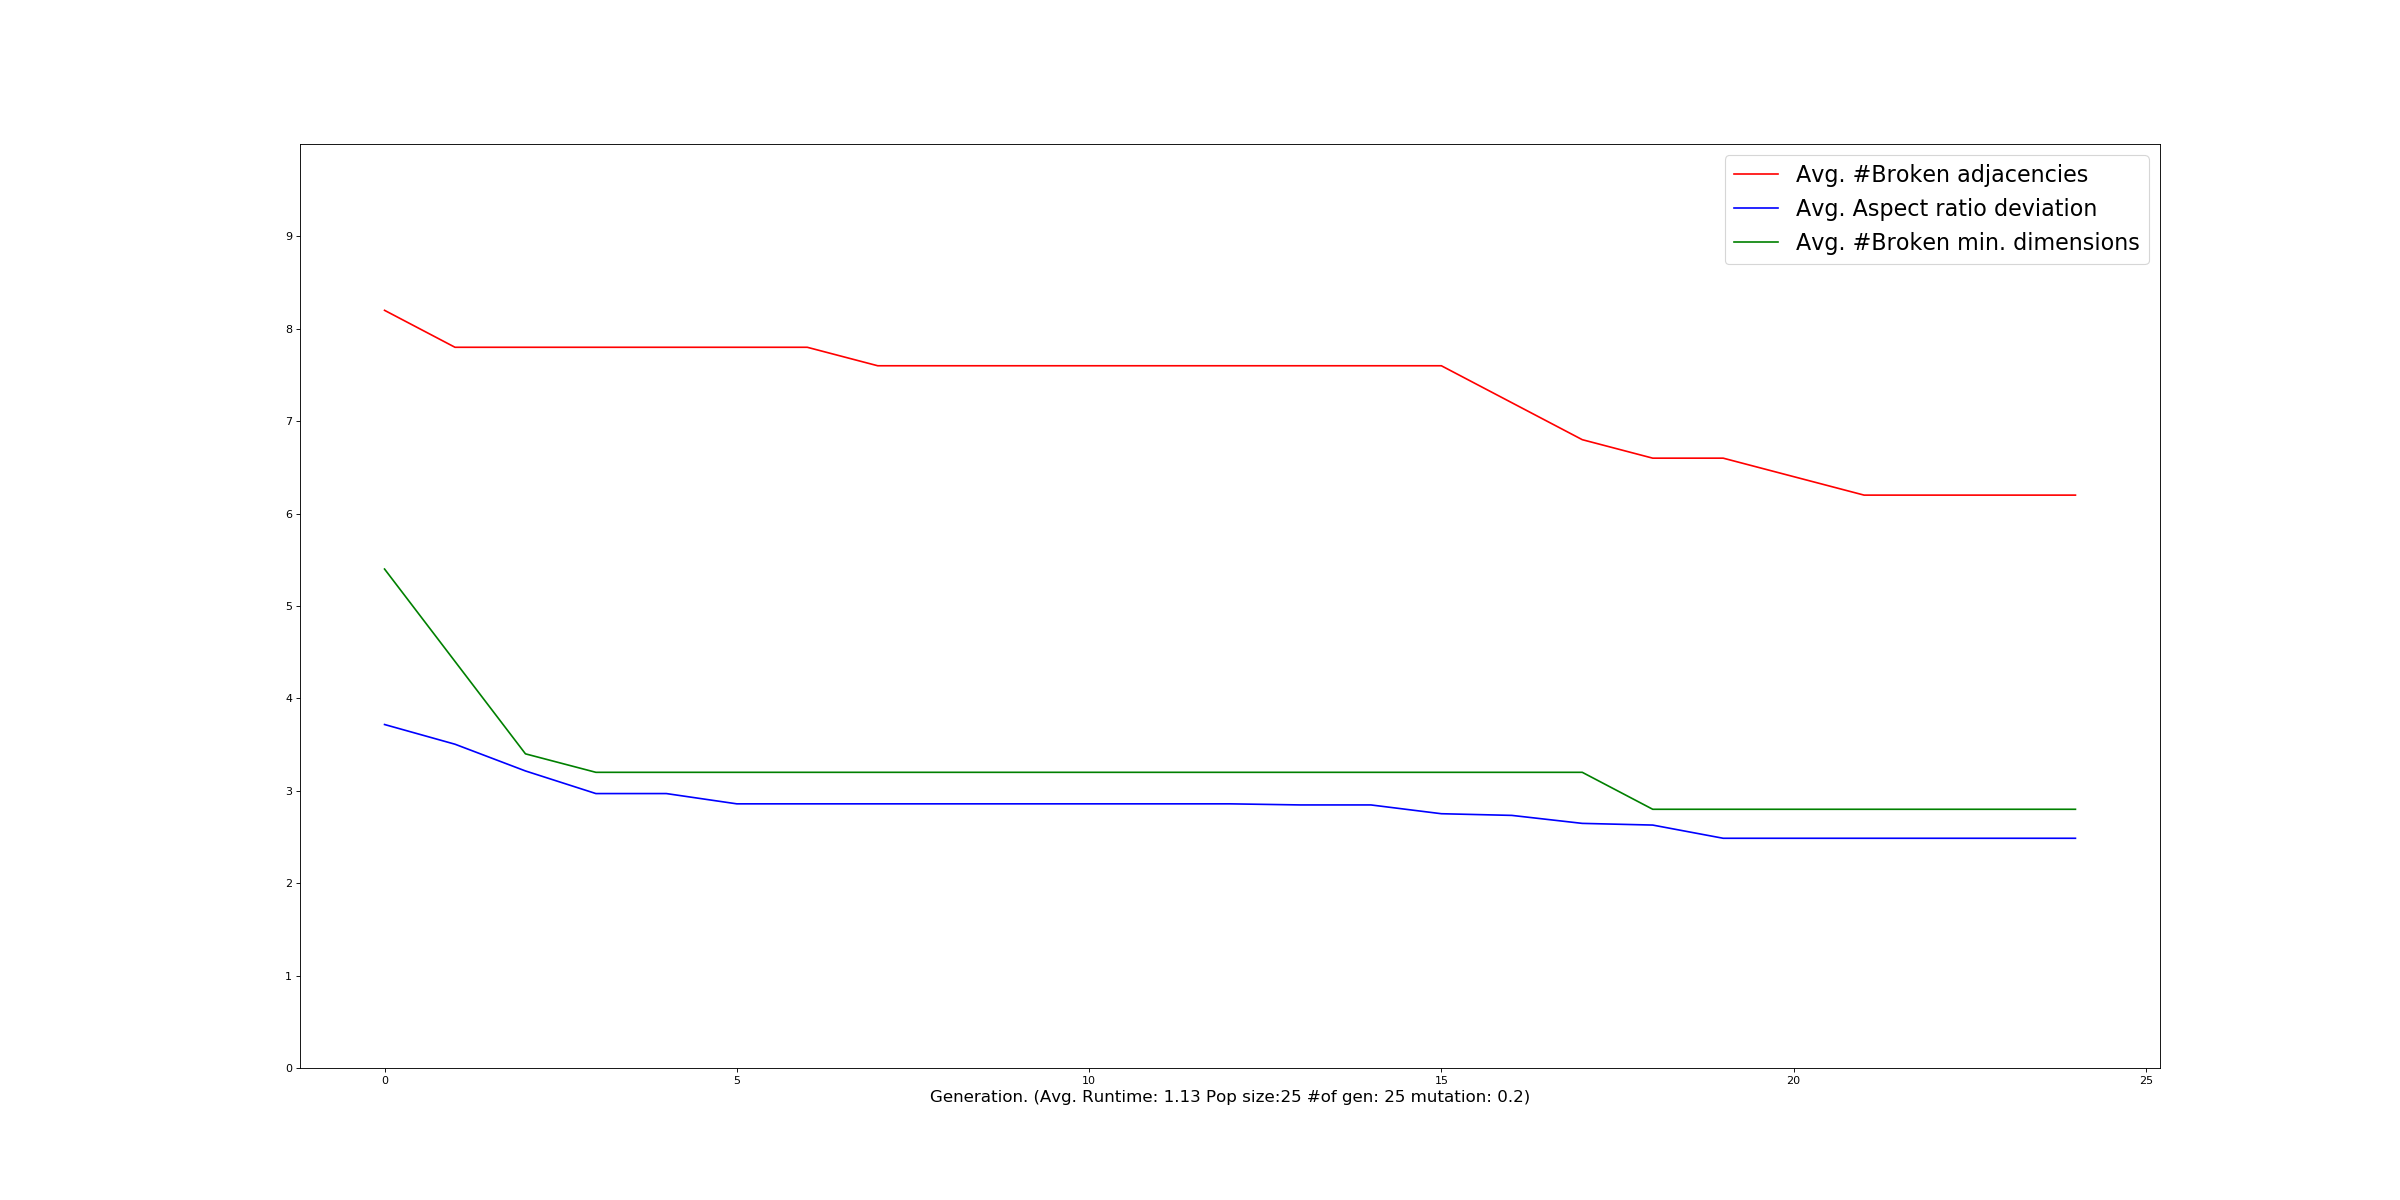 Avg. #Broken adjacencies
Avg. Aspect ratio deviation
Avg. #Broken min. dimensions
9
8
7
6
5
4
3
2
1
0
0 5 10 15 20 25
Generation. (Avg. Runtime: 1.13 Pop size:25 #of gen: 25 mutation: 0.2)